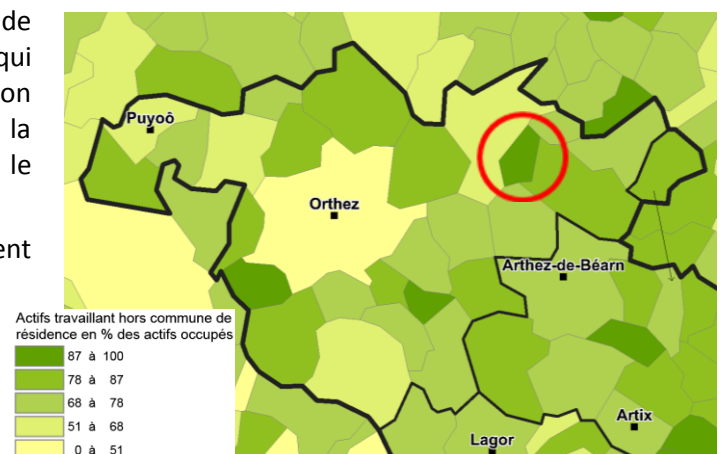 de
qui
on
la
le
ent
Puyoô
Orthez
Arthez-de-Béarn
Artix
Lagor
Actifs travaillant hors commune de
résidence en % des actifs occupés
87 à 100
78 à 87
68 à 78
51 à 68
0 à 51